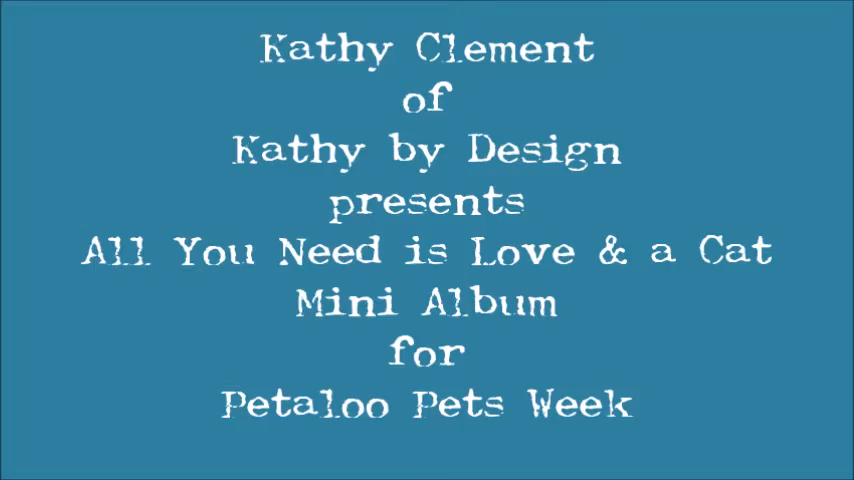 Kathy Clement
of
Kathy by Design
presents
All You Need is Love & a Cat
Mini Album
for
Petaloo Pets Week